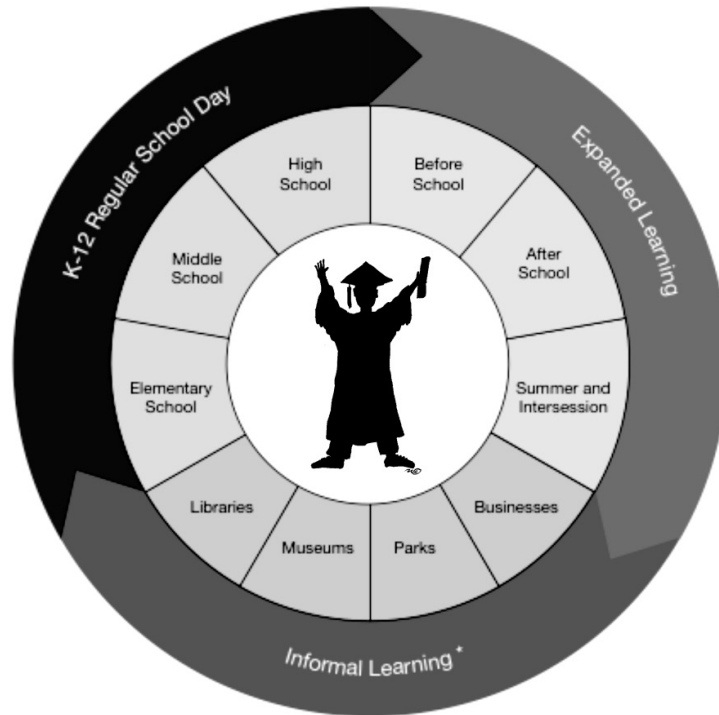 K-12 Regular School Day
Expanded Learning
High
School
Before
School
Middle
School
After
School
Elementary
School
Summer and
Intersession
Libraries
Businesses
Museums
Parks
Informal Learning *